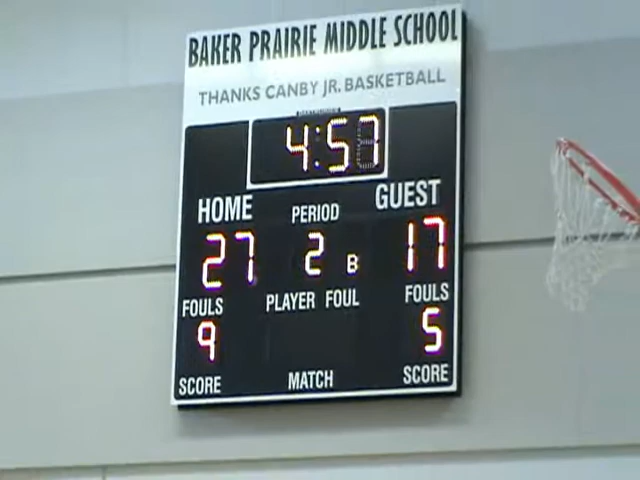 BAKER PRAIRIE MIDDLE SCHOOL
THANKS CANBY JR. BASKETBALL
4:57
HOME PERIOD GUEST
27 2 B 17
FOULS PLAYER FOUL FOULS
9 5
SCORE MATCH SCORE